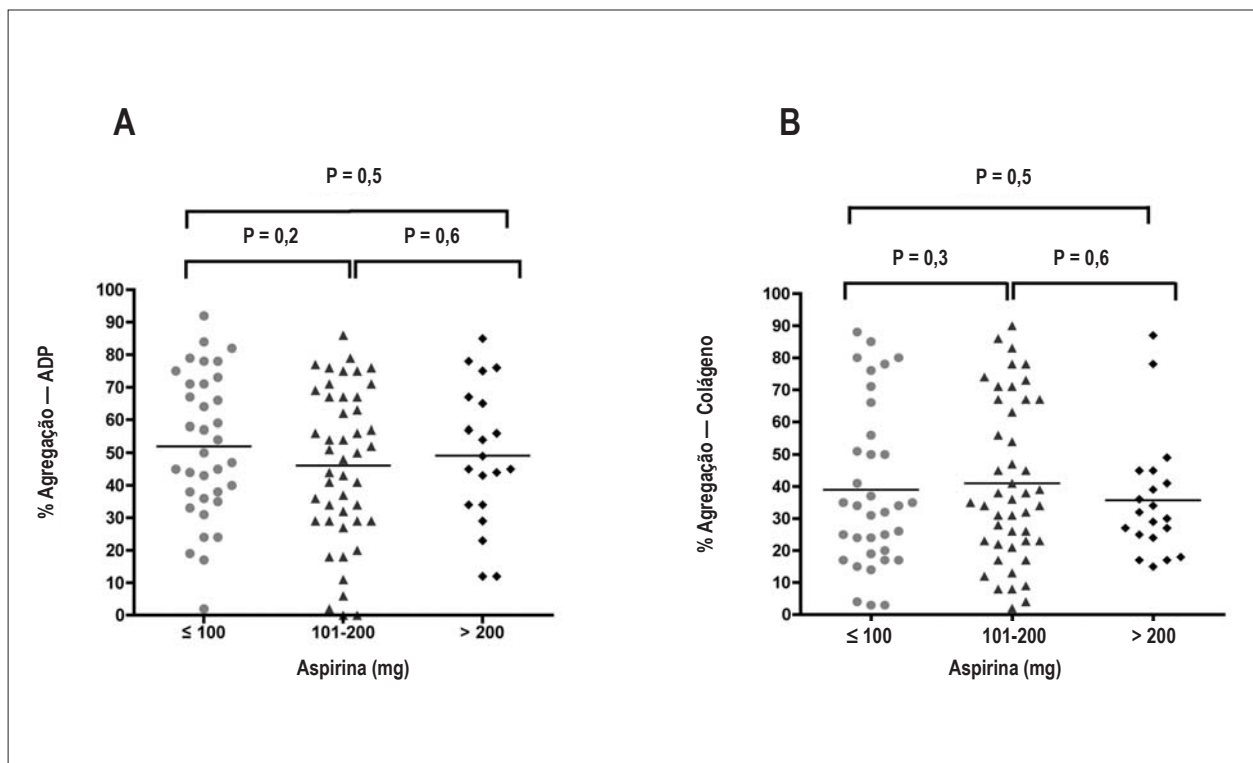 A
P = 0,5
P = 0,2
P = 0,6
% Agregação — ADP
100
90
80
70
60
50
40
30
20
10
0
≤ 100
101-200
> 200
Aspirina (mg)
B
P = 0,5
P = 0,3
P = 0,6
% Agregação — Colágeno
100
90
80
70
60
50
40
30
20
10
0
≤ 100
101-200
> 200
Aspirina (mg)